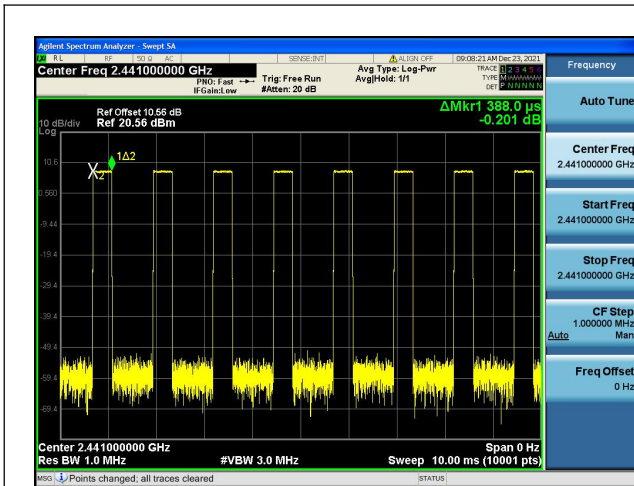 Agilent Spectrum Analyzer - Swept SA
RL RF 50 Ω AC SENSE:INT ALIGN OFF 09:08:21 AM Dec 23, 2021
Center Freq 2.441000000 GHz
PNO: Fast
IFGain:Low
Trig: Free Run
#Atten: 20 dB
Avg Type: Log-Pwr
Avg|Hold: 1/1
TRACE 1 2 3 4 5 6
TYPE M
DET P N N N N N
Frequency
Auto Tune
Center Freq
2.441000000 GHz
Start Freq
2.441000000 GHz
Stop Freq
2.441000000 GHz
CF Step
1.000000 MHz
Auto Man
Freq Offset
0 Hz
ΔMkr1 388.0 µs
-0.201 dB
Ref Offset 10.56 dB
10 dB/div Ref 20.56 dBm
Log
1Δ2
X2
10.6
0.560
-9.44
-19.4
-29.4
-39.4
-49.4
-59.4
-69.4
Center 2.441000000 GHz Span 0 Hz
Res BW 1.0 MHz #VBW 3.0 MHz Sweep 10.00 ms (10001 pts)
MSG Points changed; all traces cleared STATUS